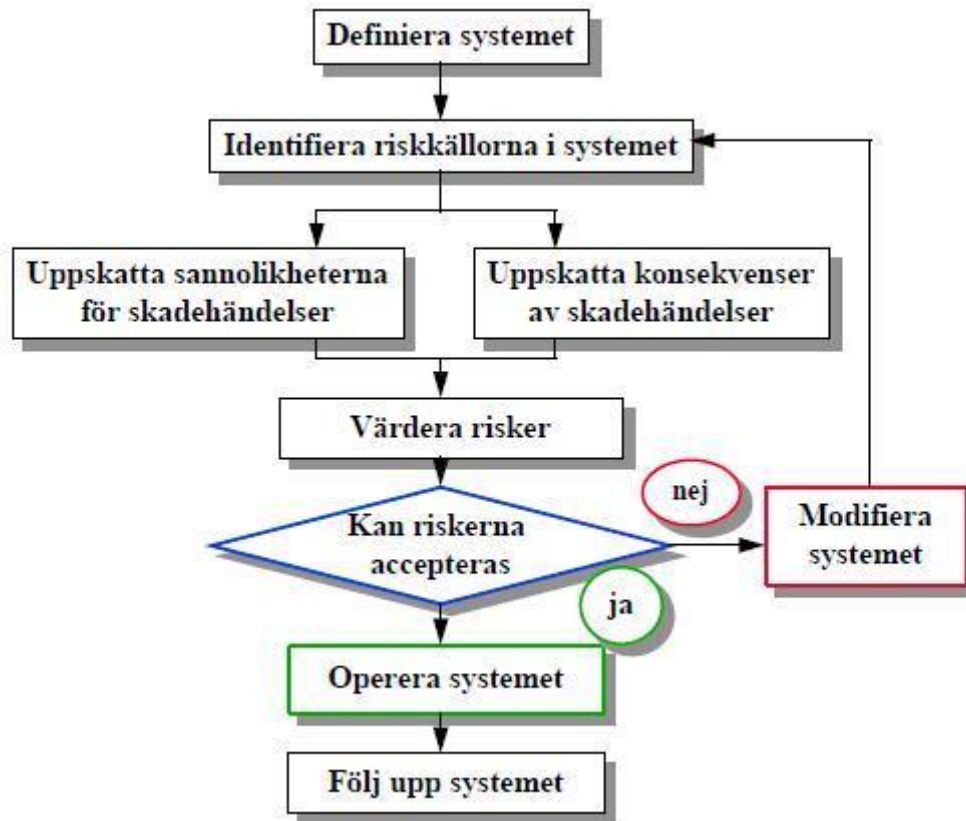 Definiera systemet
Identifiera riskkällorna i systemet
Uppskatta sannolikheterna
för skadehändelser
Uppskatta konsekvenser
av skadehändelser
Värdera risker
Kan riskerna
accepteras
nej
Modifiera
systemet
ja
Operera systemet
Följ upp systemet